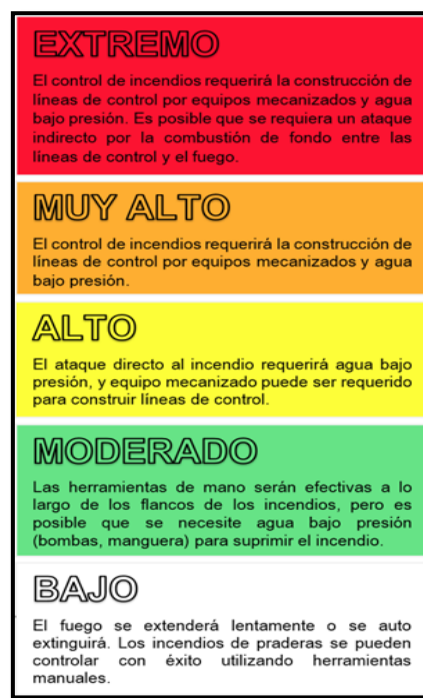 EXTREMO
El control de incendios requerirá la construcción de
líneas de control por equipos mecanizados y agua
bajo presión. Es posible que se requiera un ataque
indirecto por la combustión de fondo entre las
líneas de control y el fuego.
MUY ALTO
El control de incendios requerirá la construcción de
líneas de control por equipos mecanizados y agua
bajo presión.
ALTO
El ataque directo al incendio requerirá agua bajo
presión, y equipo mecanizado puede ser requerido
para construir líneas de control.
MODERADO
Las herramientas de mano serán efectivas a lo
largo de los flancos de los incendios, pero es
posible que se necesite agua bajo presión
(bombas, manguera) para suprimir el incendio.
BAJO
El fuego se extenderá lentamente o se auto
extinguirá. Los incendios de praderas se pueden
controlar con éxito utilizando herramientas
manuales.